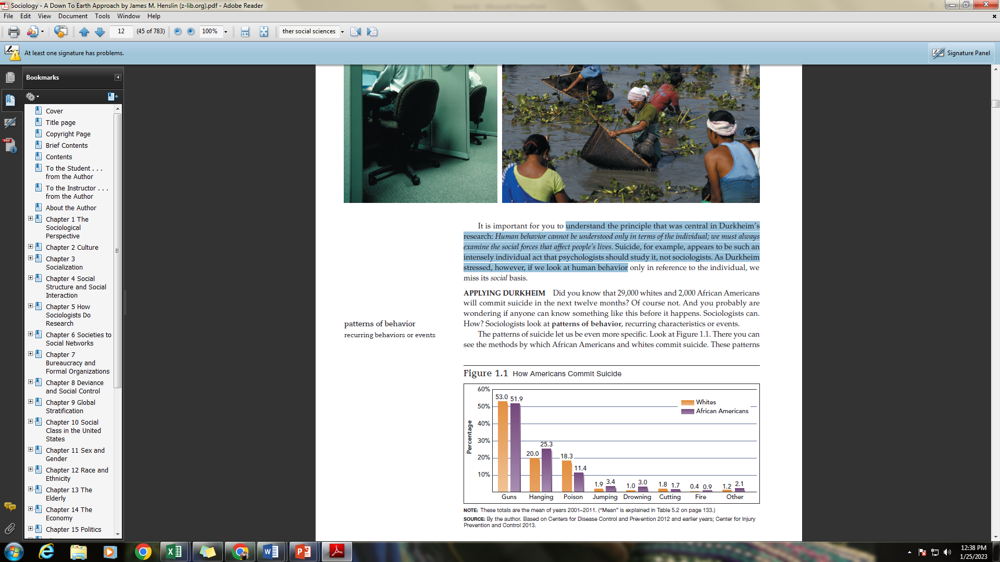 Sociology - A Down To Earth Approach by James M. Henslin (z-lib.org).pdf - Adobe Reader
File Edit View Document Tools Window Help
12 (45 of 783) 100% ther social sciences
At least one signature has problems.
Signature Panel
Bookmarks
Cover
Title page
Copyright Page
Brief Contents
Contents
To the Student . . .
from the Author
To the Instructor . . .
from the Author
About the Author
Chapter 1 The
Sociological
Perspective
Chapter 2 Culture
Chapter 3
Socialization
Chapter 4 Social
Structure and Social
Interaction
Chapter 5 How
Sociologists Do
Research
Chapter 6 Societies to
Social Networks
Chapter 7
Bureaucracy and
Formal Organizations
Chapter 8 Deviance
and Social Control
Chapter 9 Global
Stratification
Chapter 10 Social
Class in the United
States
Chapter 11 Sex and
Gender
Chapter 12 Race and
Ethnicity
Chapter 13 The
Elderly
Chapter 14 The
Economy
Chapter 15 Politics
It is important for you to understand the principle that was central in Durkheim's
research: Human behavior cannot be understood only in terms of the individual; we must always
examine the social forces that affect people's lives. Suicide, for example, appears to be such an
intensely individual act that psychologists should study it, not sociologists. As Durkheim
stressed, however, if we look at human behavior only in reference to the individual, we
miss its social basis.
APPLYING DURKHEIM Did you know that 29,000 whites and 2,000 African Americans
will commit suicide in the next twelve months? Of course not. And you probably are
wondering if anyone can know something like this before it happens. Sociologists can.
How? Sociologists look at patterns of behavior, recurring characteristics or events.
The patterns of suicide let us be even more specific. Look at Figure 1.1. There you can
see the methods by which African Americans and whites commit suicide. These patterns
patterns of behavior
recurring behaviors or events
Figure 1.1 How Americans Commit Suicide
Percentage
60%
50%
40%
30%
20%
10%
Whites
African Americans
53.0 51.9
20.0 25.3
18.3 11.4
1.9 3.4
1.0 3.0
1.8 1.7
0.4 0.9
1.2 2.1
Guns Hanging Poison Jumping Drowning Cutting Fire Other
NOTE: These totals are the mean of years 2001–2011. ("Mean" is explained in Table 5.2 on page 133.)
SOURCE: By the author. Based on Centers for Disease Control and Prevention 2012 and earlier years; Center for Injury
Prevention and Control 2013.
12:38 PM
1/25/2023